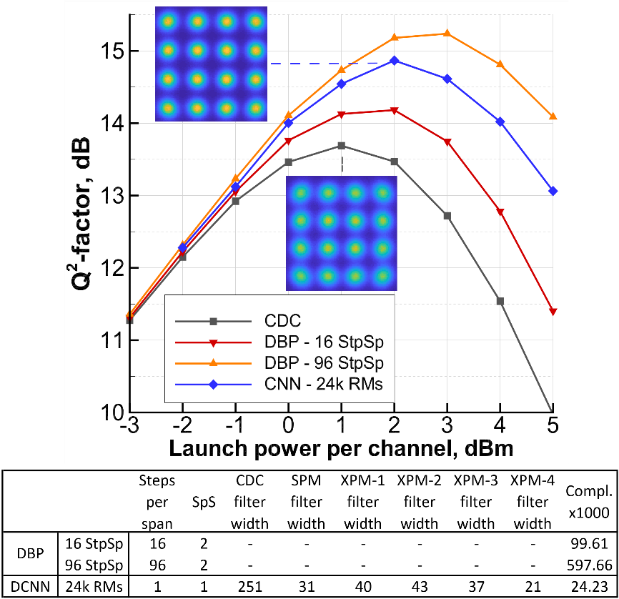 Q²-factor, dB
15
14
13
12
11
10
-3 -2 -1 0 1 2 3 4 5
Launch power per channel, dBm
CDC
DBP - 16 StpSp
DBP - 96 StpSp
CNN - 24k RMs
Steps per span SpS CDC filter width SPM filter width XPM-1 filter width XPM-2 filter width XPM-3 filter width XPM-4 filter width Compl. x1000
DBP 16 StpSp 16 2 - - - - - - 99.61
96 StpSp 96 2 - - - - - - 597.66
DCNN 24k RMs 1 1 251 31 40 43 37 21 24.23